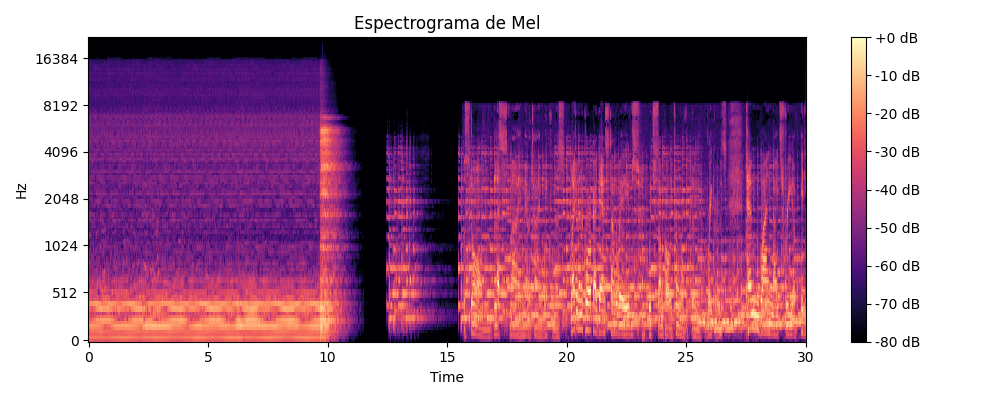 Espectrograma de Mel
Hz
16384
8192
4096
2048
1024
512
0
0 5 10 15 20 25 30
Time
+0 dB
-10 dB
-20 dB
-30 dB
-40 dB
-50 dB
-60 dB
-70 dB
-80 dB